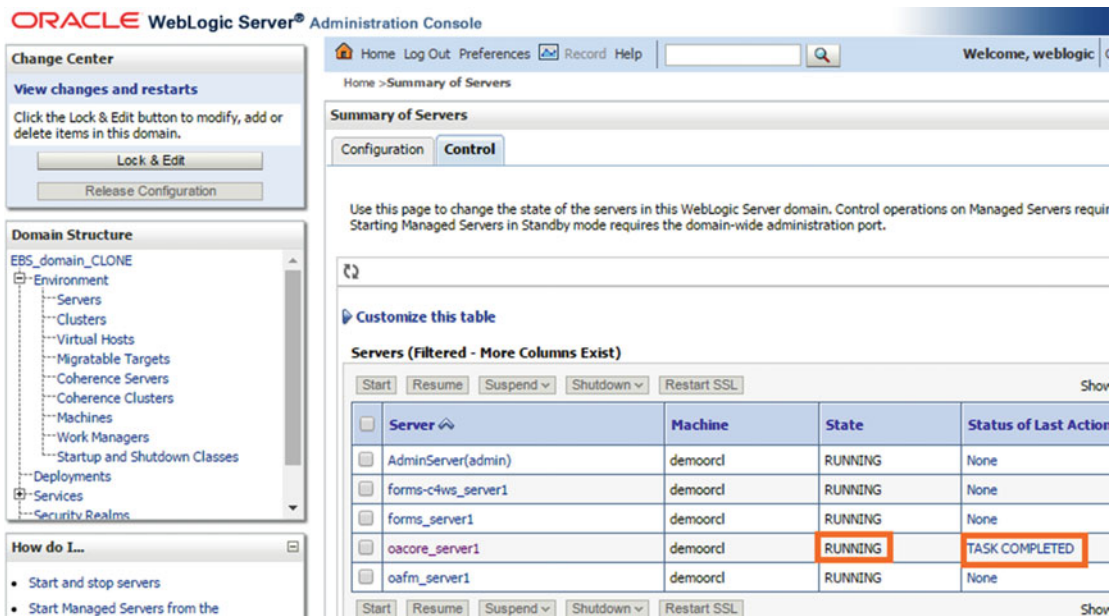 ORACLE WebLogic Server® Administration Console
Change Center
View changes and restarts
Click the Lock & Edit button to modify, add or
delete items in this domain.
Lock & Edit
Release Configuration
Domain Structure
EBS_domain_CLONE
Environment
Servers
Clusters
Virtual Hosts
Migratable Targets
Coherence Servers
Coherence Clusters
Machines
Work Managers
Startup and Shutdown Classes
Deployments
Services
Security Realms
How do I...
Start and stop servers
Start Managed Servers from the
Home Log Out Preferences Record Help
Welcome, weblogic
Home >Summary of Servers
Summary of Servers
Configuration Control
Use this page to change the state of the servers in this WebLogic Server domain. Control operations on Managed Servers requir
Starting Managed Servers in Standby mode requires the domain-wide administration port.
Customize this table
Servers (Filtered - More Columns Exist)
Start Resume Suspend Shutdown Restart SSL Show
Server Machine State Status of Last Action
AdminServer(admin) demoorcl RUNNING None
forms-c4ws_server1 demoorcl RUNNING None
forms_server1 demoorcl RUNNING None
oacore_server1 demoorcl RUNNING TASK COMPLETED
oafm_server1 demoorcl RUNNING None
Start Resume Suspend Shutdown Restart SSL Show